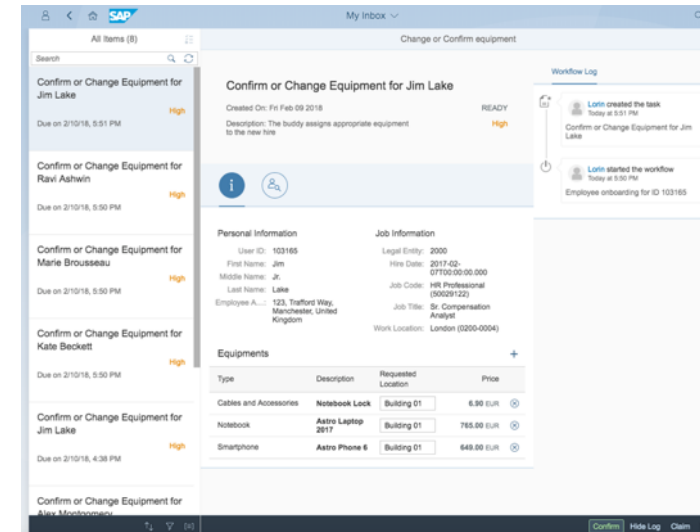 SAP
My Inbox
All Items (8)
Change or Confirm equipment
Search
Confirm or Change Equipment for
Jim Lake
High
Due on 2/10/18, 5:51 PM
Confirm or Change Equipment for
Ravi Ashwin
High
Due on 2/10/18, 5:50 PM
Confirm or Change Equipment for
Marie Brousseau
High
Due on 2/10/18, 5:50 PM
Confirm or Change Equipment for
Kate Beckett
High
Due on 2/10/18, 5:50 PM
Confirm or Change Equipment for
Jim Lake
High
Due on 2/10/18, 4:38 PM
Confirm or Change Equipment for
Alex Montgomery
Confirm or Change Equipment for Jim Lake
Created On: Fri Feb 09 2018
READY
Description: The buddy assigns appropriate equipment
to the new hire
High
Personal Information
User ID: 103165
First Name: Jim
Middle Name: Jr.
Last Name: Lake
Employee A...: 123, Trafford Way,
Manchester, United
Kingdom
Job Information
Legal Entity: 2000
Hire Date: 2017-02-
07T00:00:00.000
Job Code: HR Professional
(50029122)
Job Title: Sr. Compensation
Analyst
Work Location: London (0200-0004)
Equipments
Type Description Requested
Location Price
Cables and Accessories Notebook Lock Building 01 6.90 EUR
Notebook Astro Laptop
2017 Building 01 765.00 EUR
Smartphone Astro Phone 6 Building 01 649.00 EUR
Workflow Log
Lorin created the task
Today at 5:51 PM
Confirm or Change Equipment for Jim
Lake
Lorin started the workflow
Today at 5:50 PM
Employee onboarding for ID 103165
Confirm Hide Log Claim